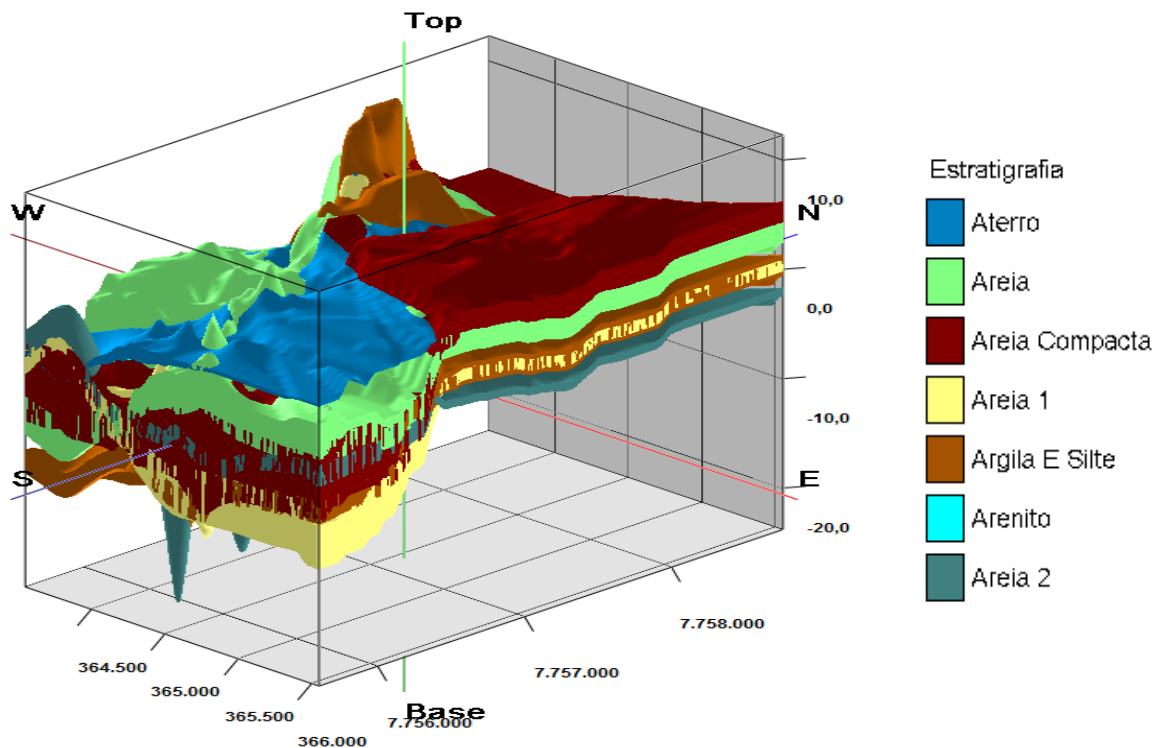 Top
W
N
S
E
Base
10,0
0,0
-10,0
-20,0
364.500
365.000
365.500
366.000
7.756.000
7.757.000
7.758.000
Estratigrafia
Aterro
Areia
Areia Compacta
Areia 1
Argila E Silte
Arenito
Areia 2